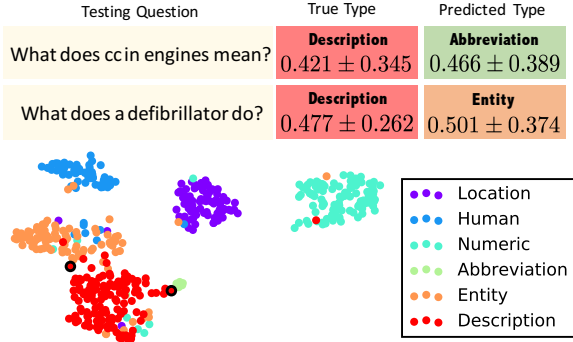 Testing Question True Type Predicted Type
What does cc in engines mean? Description 0.421 ± 0.345 Abbreviation 0.466 ± 0.389
What does a defibrillator do? Description 0.477 ± 0.262 Entity 0.501 ± 0.374
Location
Human
Numeric
Abbreviation
Entity
Description